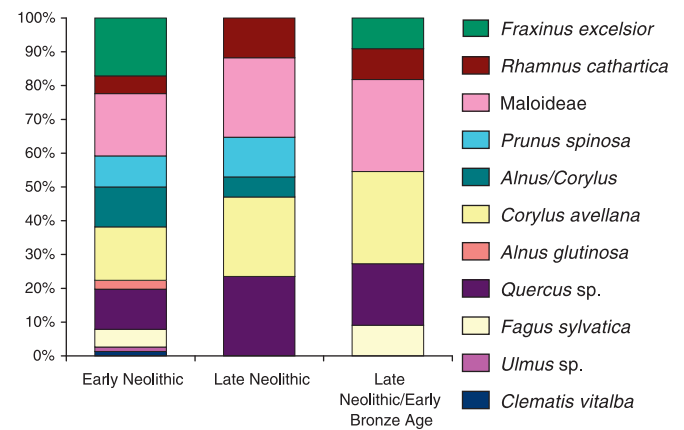 100%
90%
80%
70%
60%
50%
40%
30%
20%
10%
0%
Early Neolithic
Late Neolithic
Late
Neolithic/Early
Bronze Age
Fraxinus excelsior
Rhamnus cathartica
Maloideae
Prunus spinosa
Alnus/Corylus
Corylus avellana
Alnus glutinosa
Quercus sp.
Fagus sylvatica
Ulmus sp.
Clematis vitalba